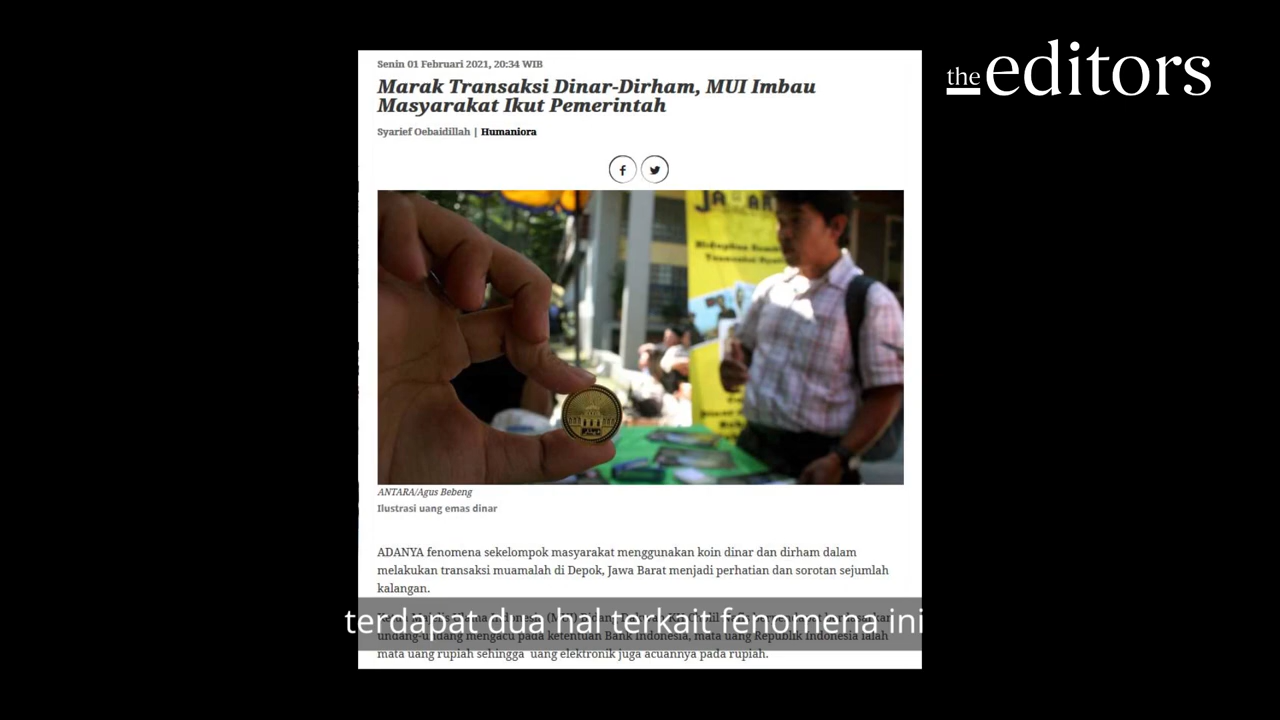 the editors
Senin 01 Februari 2021, 20:34 WIB
Marak Transaksi Dinar-Dirham, MUI Imbau
Masyarakat Ikut Pemerintah
Syarief Oebaidillah | Humaniora
ANTARA/Agus Bebeng
Ilustrasi uang emas dinar
ADANYA fenomena sekelompok masyarakat menggunakan koin dinar dan dirham dalam
melakukan transaksi muamalah di Depok, Jawa Barat menjadi perhatian dan sorotan sejumlah
kalangan.
terdapat dua hal terkait fenomena ini
undang-undang mengacu pada ketentuan Bank Indonesia, mata uang Republik Indonesia ialah
mata uang rupiah sehingga uang elektronik juga acuannya pada rupiah.